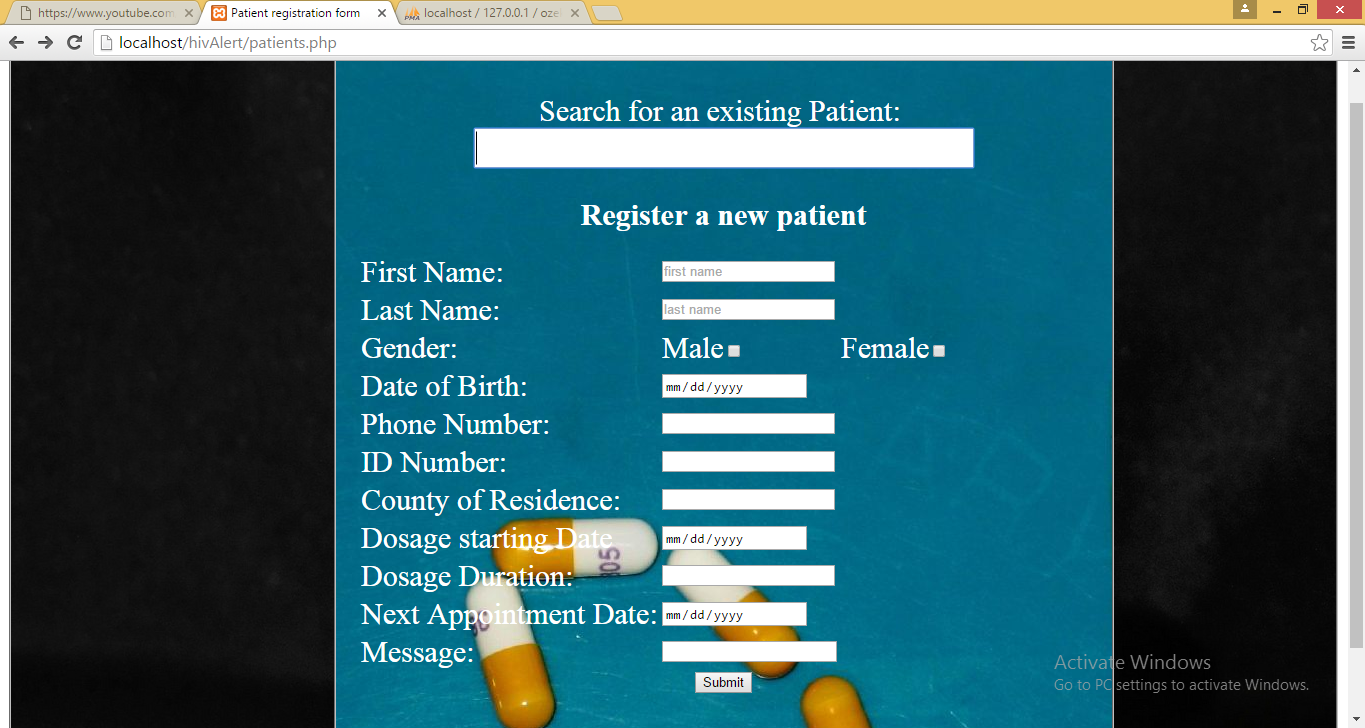 https://www.youtube.com
Patient registration form
localhost / 127.0.0.1 / oze
localhost/hivAlert/patients.php
Search for an existing Patient:
Register a new patient
First Name: first name
Last Name: last name
Gender: Male Female
Date of Birth: mm/dd/yyyy
Phone Number:
ID Number:
County of Residence:
Dosage starting Date mm/dd/yyyy
Dosage Duration:
Next Appointment Date: mm/dd/yyyy
Message:
Submit
Activate Windows
Go to PC settings to activate Windows.